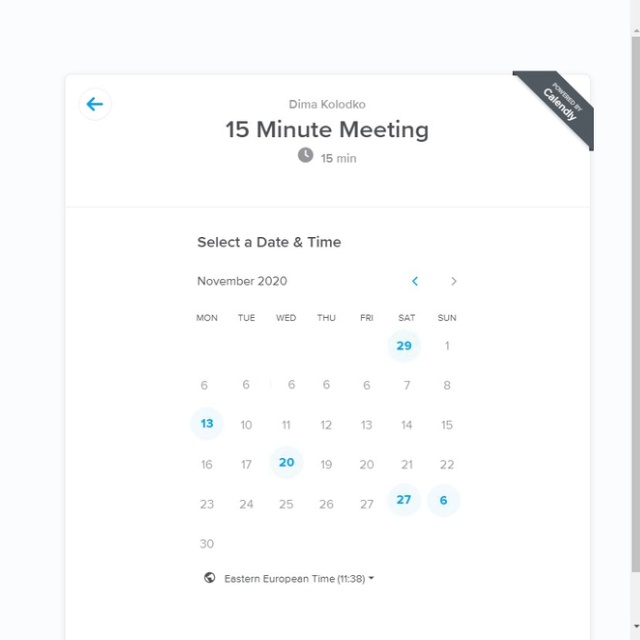 POWERED BY
Calendly
Dima Kolodko
15 Minute Meeting
15 min
Select a Date & Time
November 2020
MON TUE WED THU FRI SAT SUN
29 1
6 6 6 6 6 7 8
13 10 11 12 13 14 15
16 17 20 19 20 21 22
23 24 25 26 27 27 6
30
Eastern European Time (11:38)